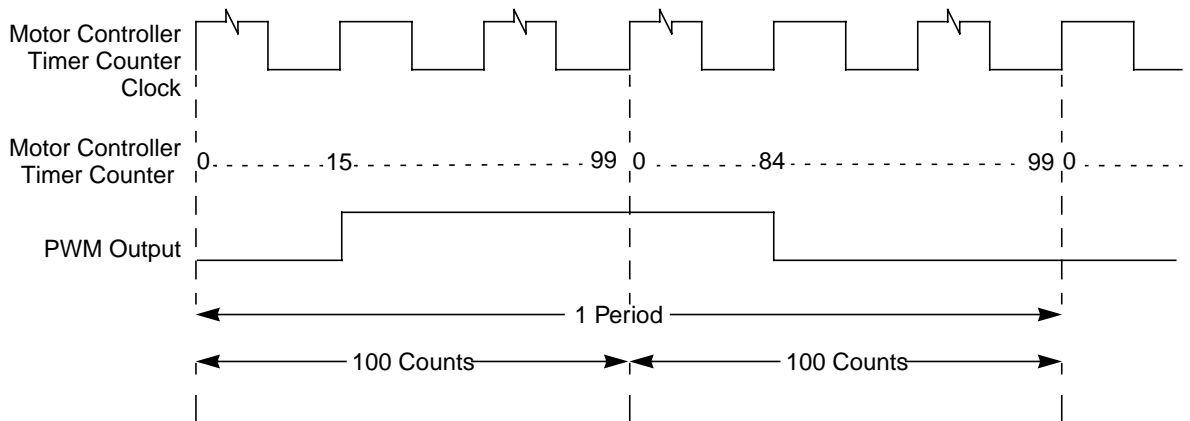 Motor Controller
Timer Counter
Clock
Motor Controller
Timer Counter
0 15 99 0 84 99 0
PWM Output
1 Period
100 Counts 100 Counts